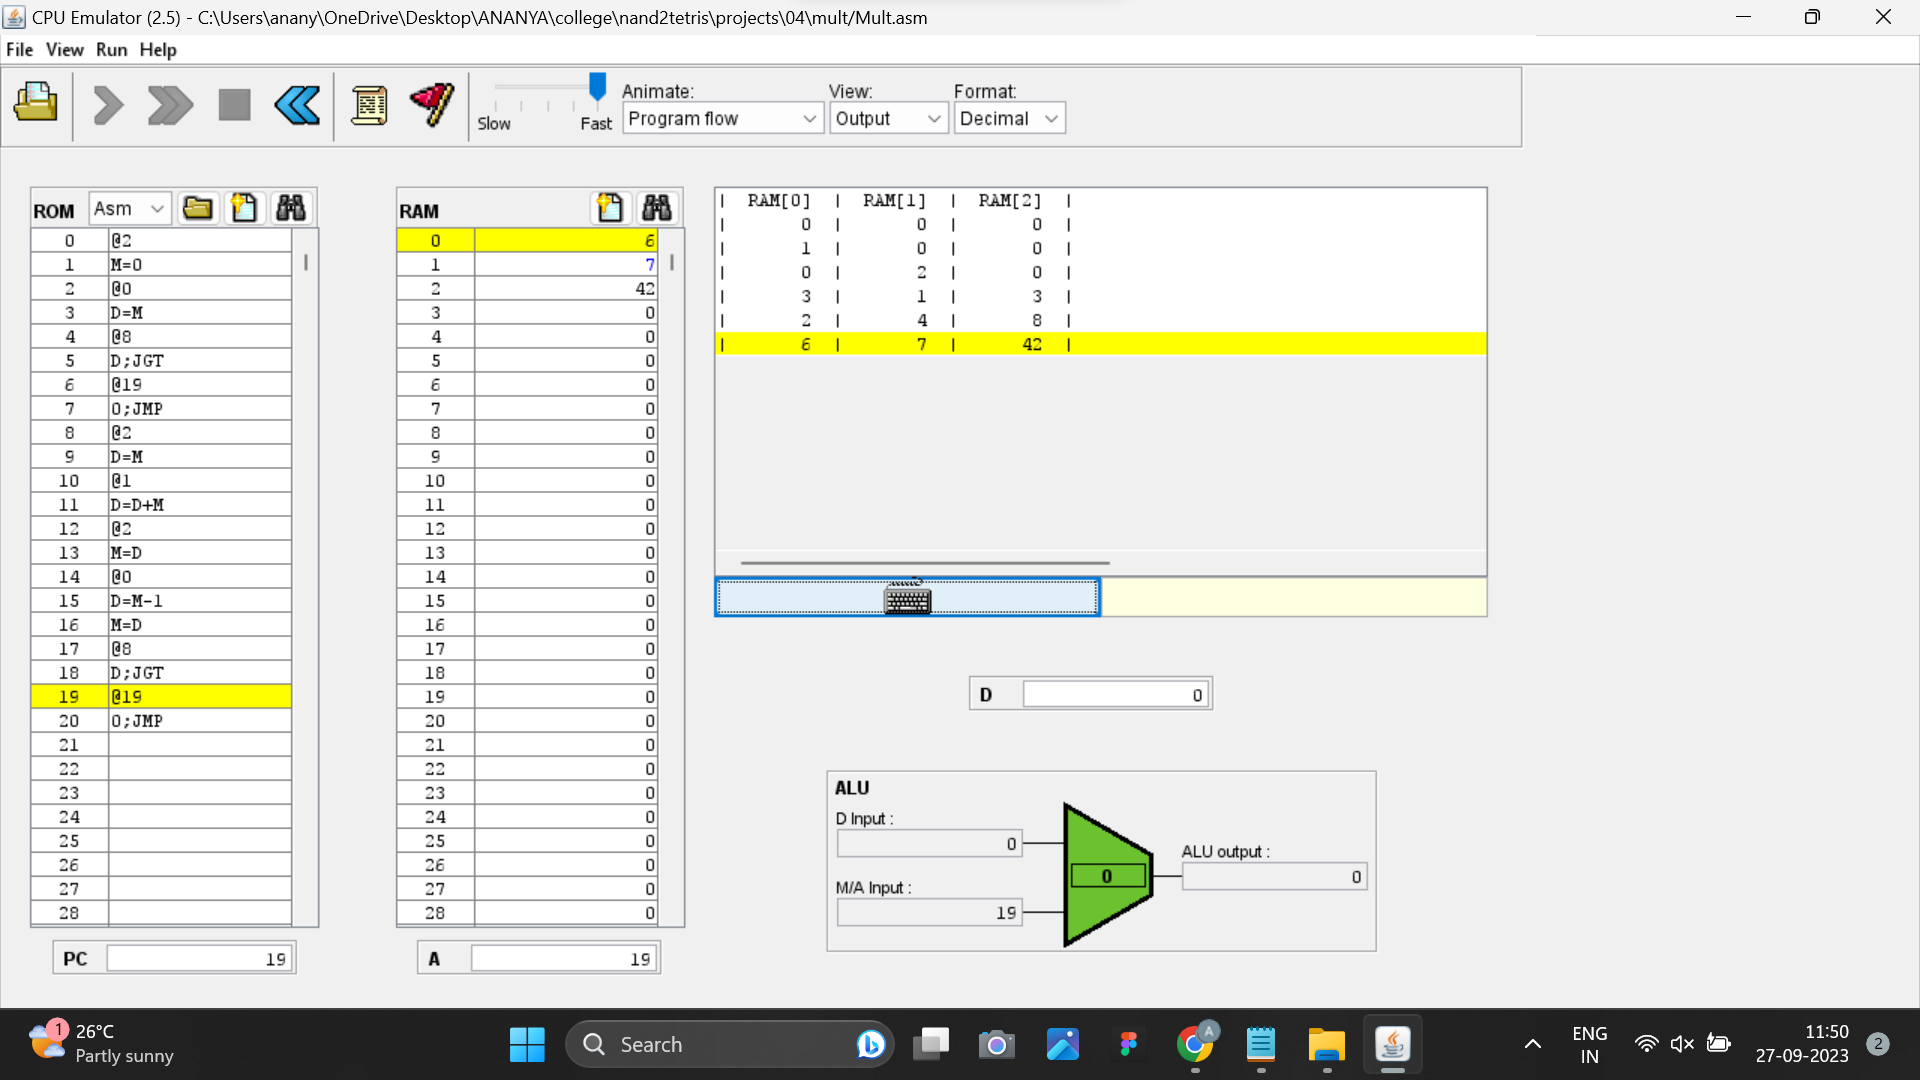 CPU Emulator (2.5) - C:\Users\anany\OneDrive\Desktop\ANANYA\college\nand2tetris\projects\04\mult/Mult.asm
File View Run Help
Slow Fast
Animate:
Program flow
View:
Output
Format:
Decimal
ROM Asm
0 @2
1 M=0
2 @0
3 D=M
4 @8
5 D;JGT
6 @19
7 0;JMP
8 @2
9 D=M
10 @1
11 D=D+M
12 @2
13 M=D
14 @0
15 D=M-1
16 M=D
17 @8
18 D;JGT
19 @19
20 0;JMP
21
22
23
24
25
26
27
28
PC 19
RAM
0 6
1 7
2 42
3 0
4 0
5 0
6 0
7 0
8 0
9 0
10 0
11 0
12 0
13 0
14 0
15 0
16 0
17 0
18 0
19 0
20 0
21 0
22 0
23 0
24 0
25 0
26 0
27 0
28 0
A 19
| RAM[0] | RAM[1] | RAM[2] |
| 0 | 0 | 0 |
| 1 | 0 | 0 |
| 0 | 2 | 0 |
| 3 | 1 | 3 |
| 2 | 4 | 8 |
| 6 | 7 | 42 |
D 0
ALU
D Input :
0
M/A Input :
19
0
ALU output :
0
1
26°C
Partly sunny
Search
A
ENG
IN
11:50
27-09-2023
2